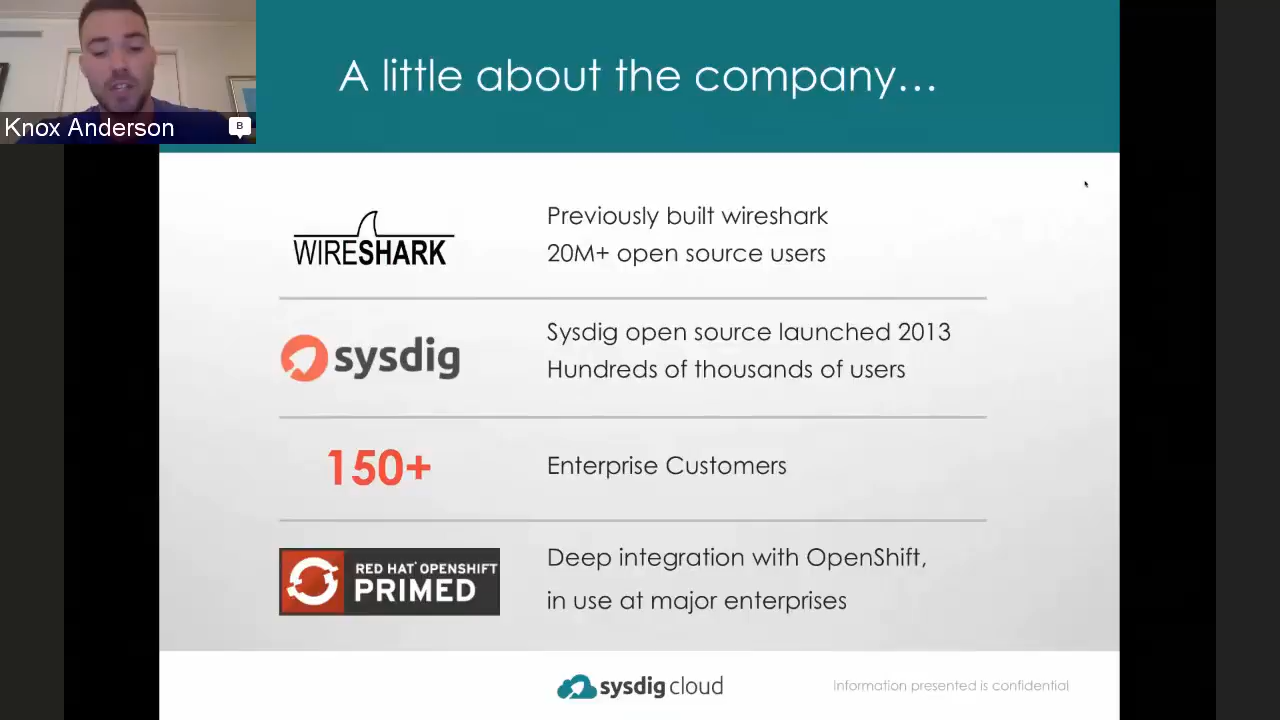 A little about the company...
Knox Anderson
B
WIRESHARK
Previously built wireshark
20M+ open source users
sysdig
Sysdig open source launched 2013
Hundreds of thousands of users
150+
Enterprise Customers
RED HAT OPENSHIFT
PRIMED
Deep integration with OpenShift,
in use at major enterprises
sysdig cloud
Information presented is confidential